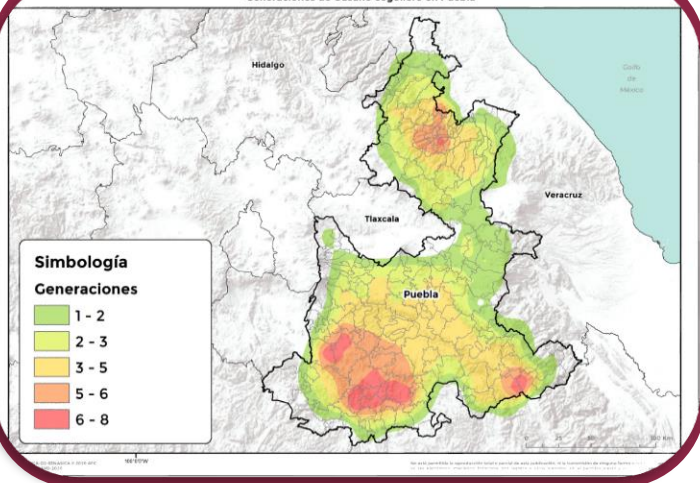 Hidalgo
Golfo
de
México
Veracruz
Tlaxcala
Puebla
Simbología
Generaciones
1 - 2
2 - 3
3 - 5
5 - 6
6 - 8